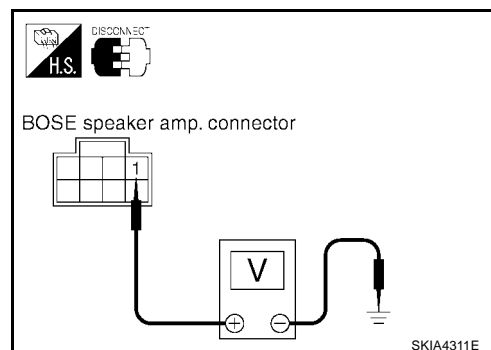 DISCONNECT
H.S.
BOSE speaker amp. connector
1
V
+ −
SKIA4311E